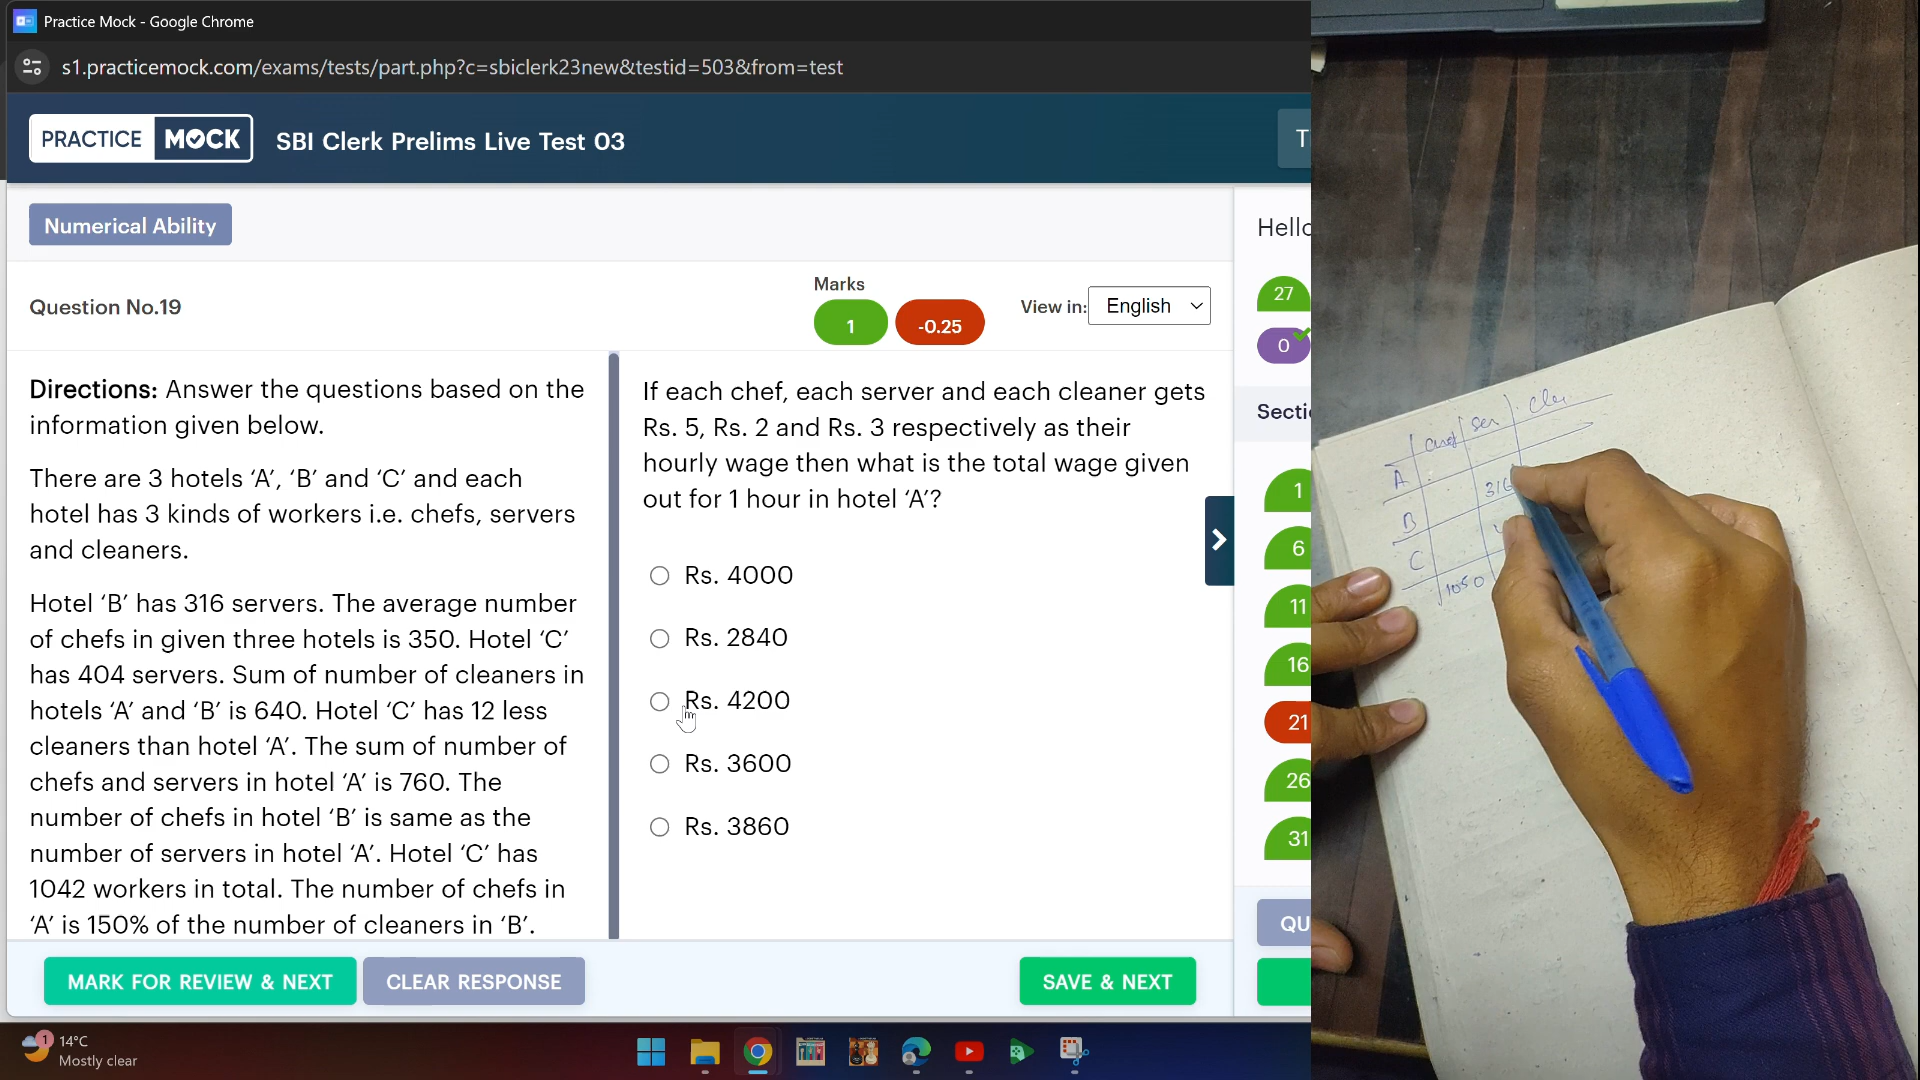 Practice Mock - Google Chrome
s1.practicemock.com/exams/tests/part.php?c=sbiclerk23new&testid=503&from=test
PRACTICE MOCK
SBI Clerk Prelims Live Test 03
T
Numerical Ability
Hello
Question No.19
Marks
1
-0.25
View in:
English
27
0
Directions: Answer the questions based on the
information given below.
There are 3 hotels ‘A’, ‘B’ and ‘C’ and each
hotel has 3 kinds of workers i.e. chefs, servers
and cleaners.
Hotel ‘B’ has 316 servers. The average number
of chefs in given three hotels is 350. Hotel ‘C’
has 404 servers. Sum of number of cleaners in
hotels ‘A’ and ‘B’ is 640. Hotel ‘C’ has 12 less
cleaners than hotel ‘A’. The sum of number of
chefs and servers in hotel ‘A’ is 760. The
number of chefs in hotel ‘B’ is same as the
number of servers in hotel ‘A’. Hotel ‘C’ has
1042 workers in total. The number of chefs in
‘A’ is 150% of the number of cleaners in ‘B’.
If each chef, each server and each cleaner gets
Rs. 5, Rs. 2 and Rs. 3 respectively as their
hourly wage then what is the total wage given
out for 1 hour in hotel ‘A’?
Rs. 4000
Rs. 2840
Rs. 4200
Rs. 3600
Rs. 3860
Secti
1
6
11
16
21
26
31
QU
MARK FOR REVIEW & NEXT
CLEAR RESPONSE
SAVE & NEXT
1
14°C
Mostly clear
ser
A
316
B
C
1050